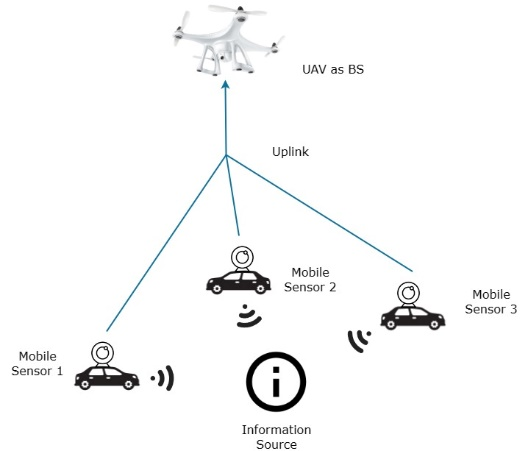 UAV as BS
Uplink
Mobile
Sensor 2
Mobile
Sensor 3
Mobile
Sensor 1
i
Information
Source